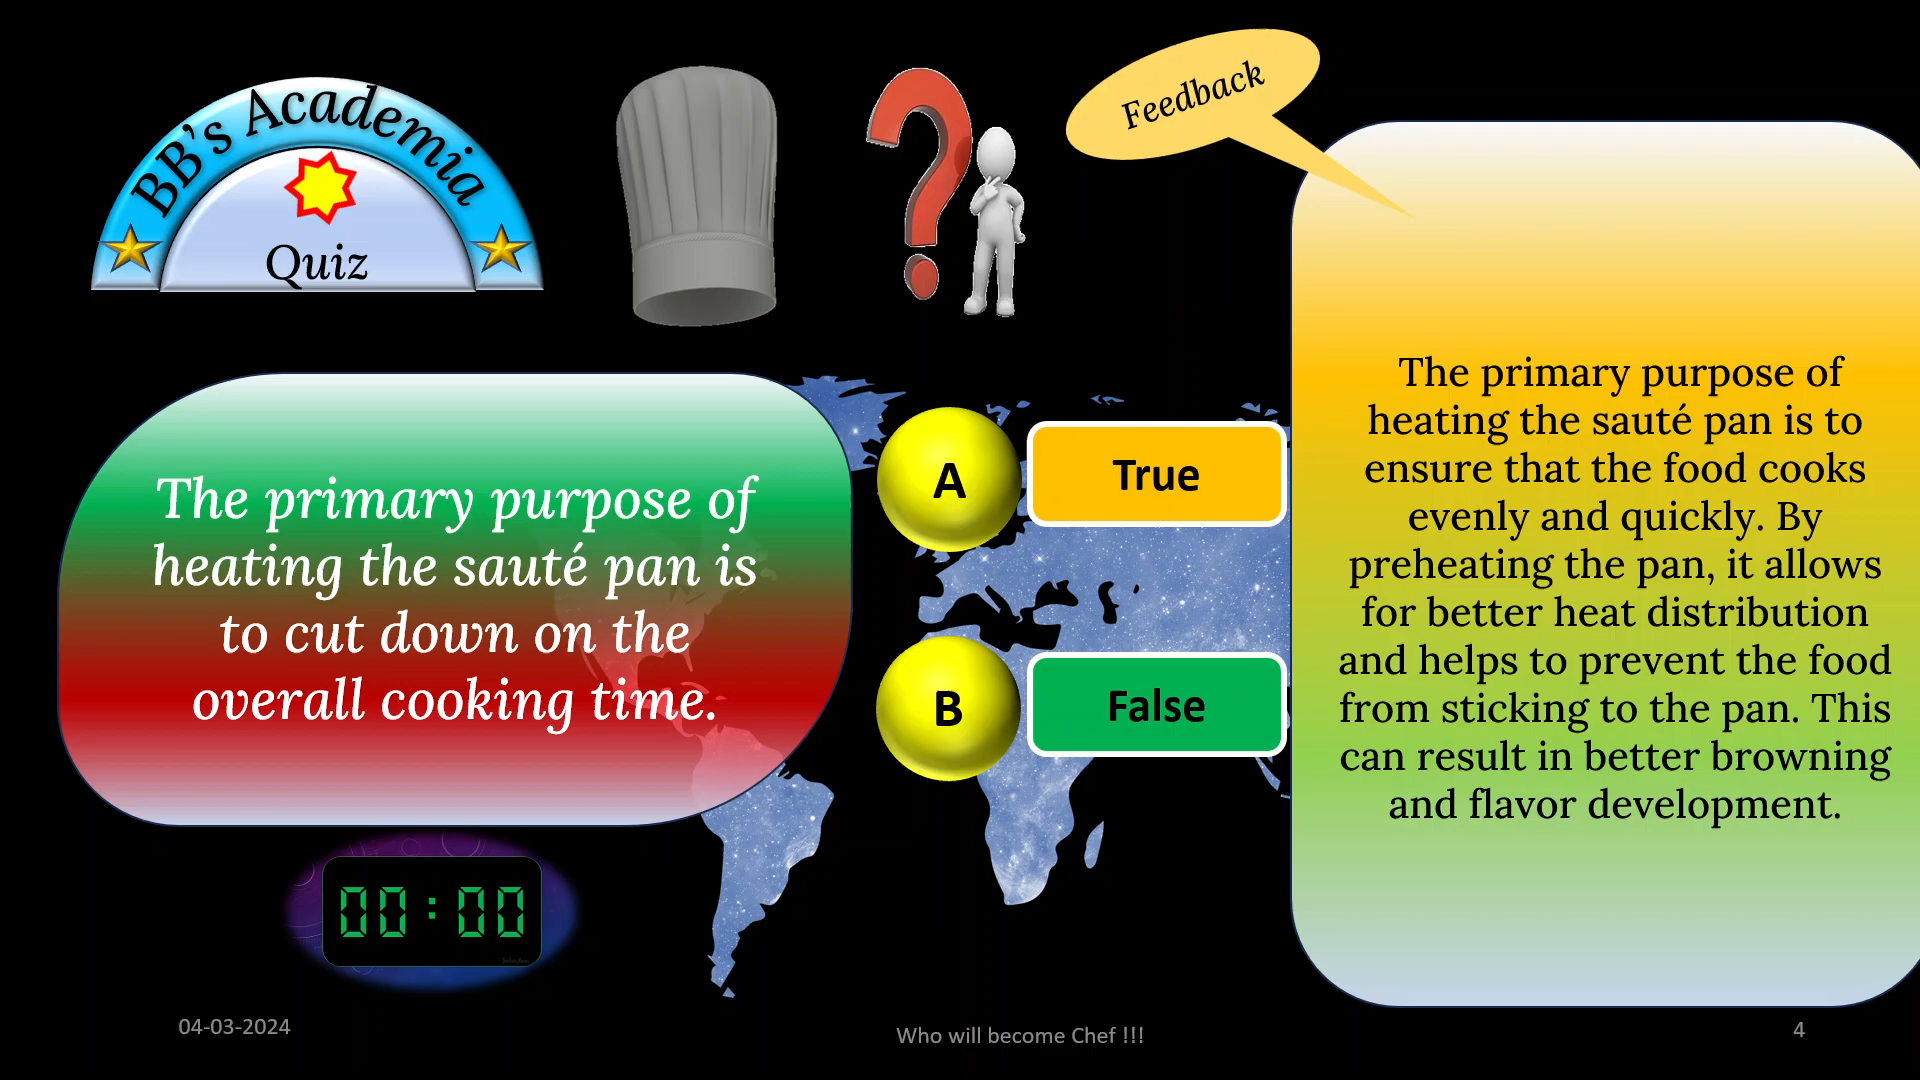 BB's Academia
Quiz
Feedback
The primary purpose of
heating the sauté pan is
to cut down on the
overall cooking time.
A
True
B
False
The primary purpose of
heating the sauté pan is to
ensure that the food cooks
evenly and quickly. By
preheating the pan, it allows
for better heat distribution
and helps to prevent the food
from sticking to the pan. This
can result in better browning
and flavor development.
00:00
04-03-2024
Who will become Chef !!!
4